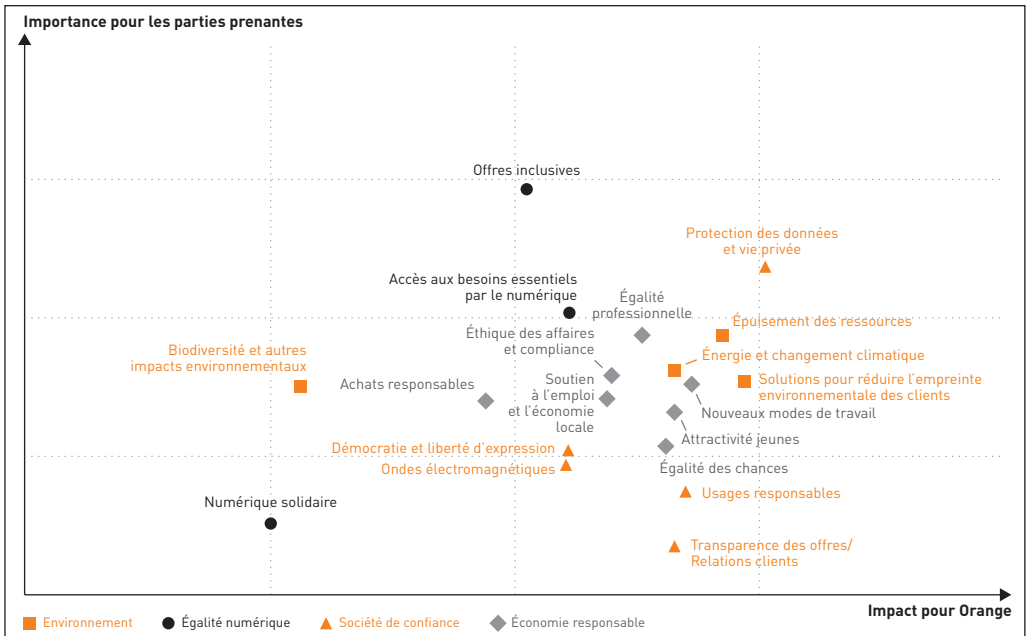 Importance pour les parties prenantes
Offres inclusives
Protection des données
et vie privée
Accès aux besoins essentiels
par le numérique
Égalité
professionnelle
Épuisement des ressources
Éthique des affaires
et compliance
Biodiversité et autres
impacts environnementaux
Énergie et changement climatique
Achats responsables
Soutien
à l'emploi
et l'économie
locale
Solutions pour réduire l'empreinte
environnementale des clients
Nouveaux modes de travail
Attractivité jeunes
Démocratie et liberté d'expression
Ondes électromagnétiques
Égalité des chances
Usages responsables
Numérique solidaire
Transparence des offres/
Relations clients
Impact pour Orange
Environnement
Égalité numérique
Société de confiance
Économie responsable